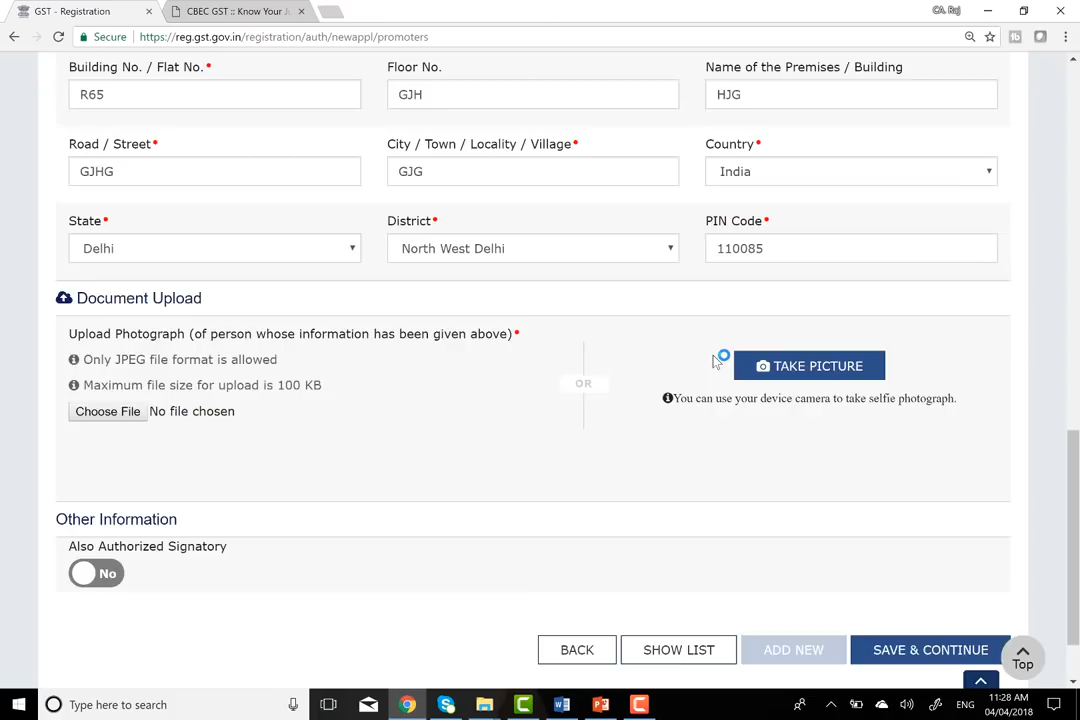 GST - Registration
CBEC GST :: Know Your J
CA. Raj
Secure
https://reg.gst.gov.in/registration/auth/newappl/promoters
Building No. / Flat No.•
Floor No.
Name of the Premises / Building
R65
GJH
HJG
Road / Street•
City / Town / Locality / Village•
Country•
GJHG
GJG
India
State•
District•
PIN Code•
Delhi
North West Delhi
110085
Document Upload
Upload Photograph (of person whose information has been given above)•
Only JPEG file format is allowed
Maximum file size for upload is 100 KB
Choose File No file chosen
OR
TAKE PICTURE
You can use your device camera to take selfie photograph.
Other Information
Also Authorized Signatory
No
BACK
SHOW LIST
ADD NEW
SAVE & CONTINUE
Top
Type here to search
ENG
11:28 AM
04/04/2018